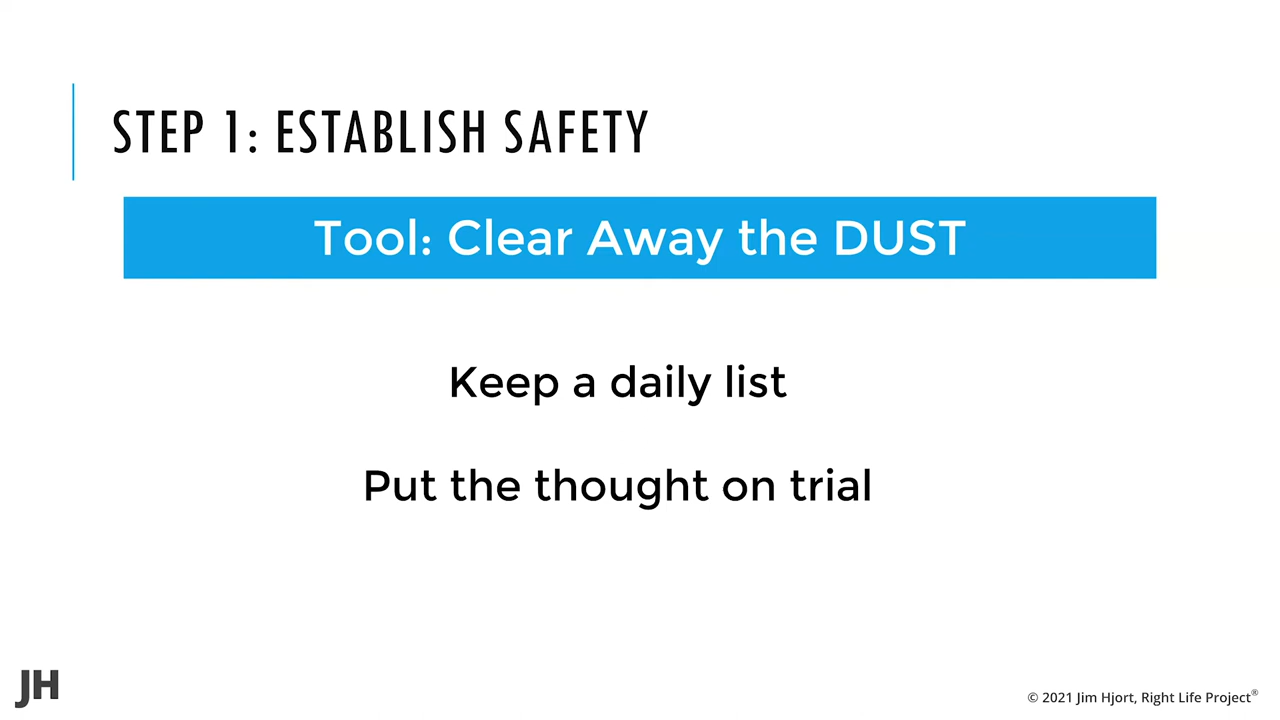 STEP 1: ESTABLISH SAFETY
Tool: Clear Away the DUST
Keep a daily list
Put the thought on trial
JH
© 2021 Jim Hjort, Right Life Project®